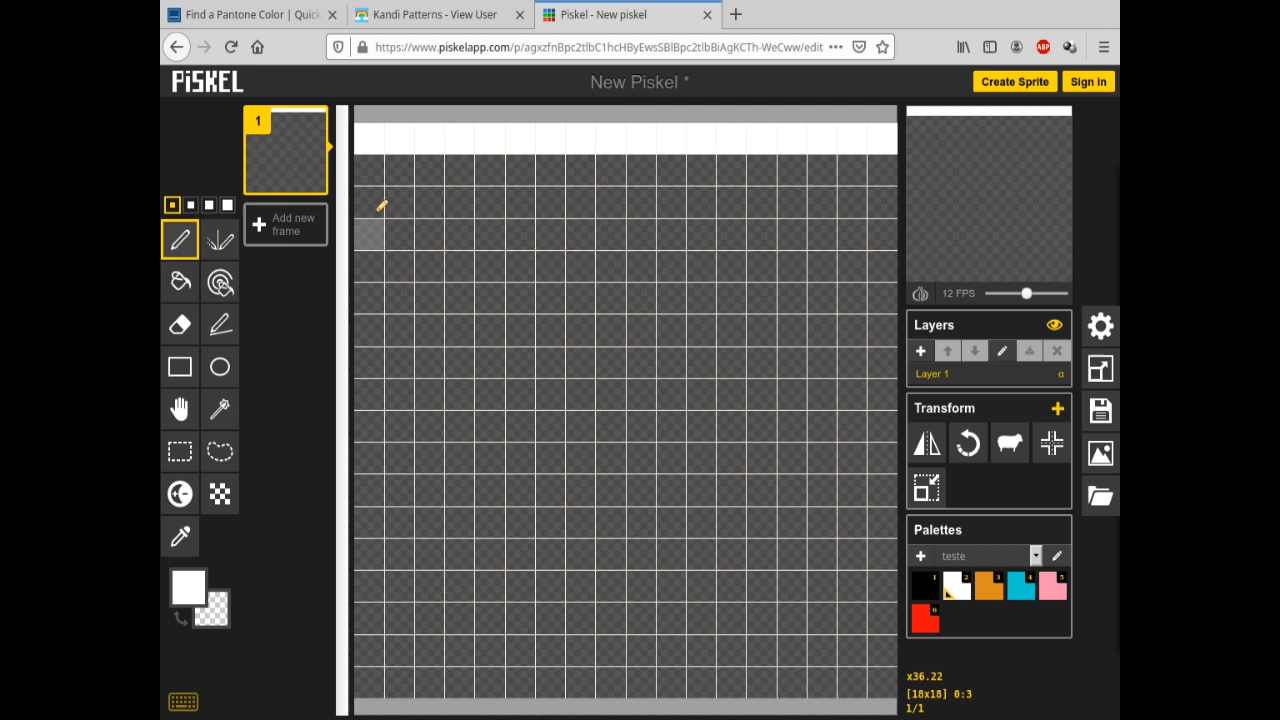 Find a Pantone Color | Quick
Kandi Patterns - View User
Piskel - New piskel
https://www.piskelapp.com/p/agxzfnBpc2tlbC1hcHByEwsSBlBpc2tlbBiAgKCTh-WeCww/edit
PiSKEL
New Piskel *
Create Sprite
Sign in
1
Add new
frame
12 FPS
Layers
Layer 1
α
Transform
Palettes
teste
1 2 3 4 5
6
x36.22
[18x18] 0:3
1/1
ABP